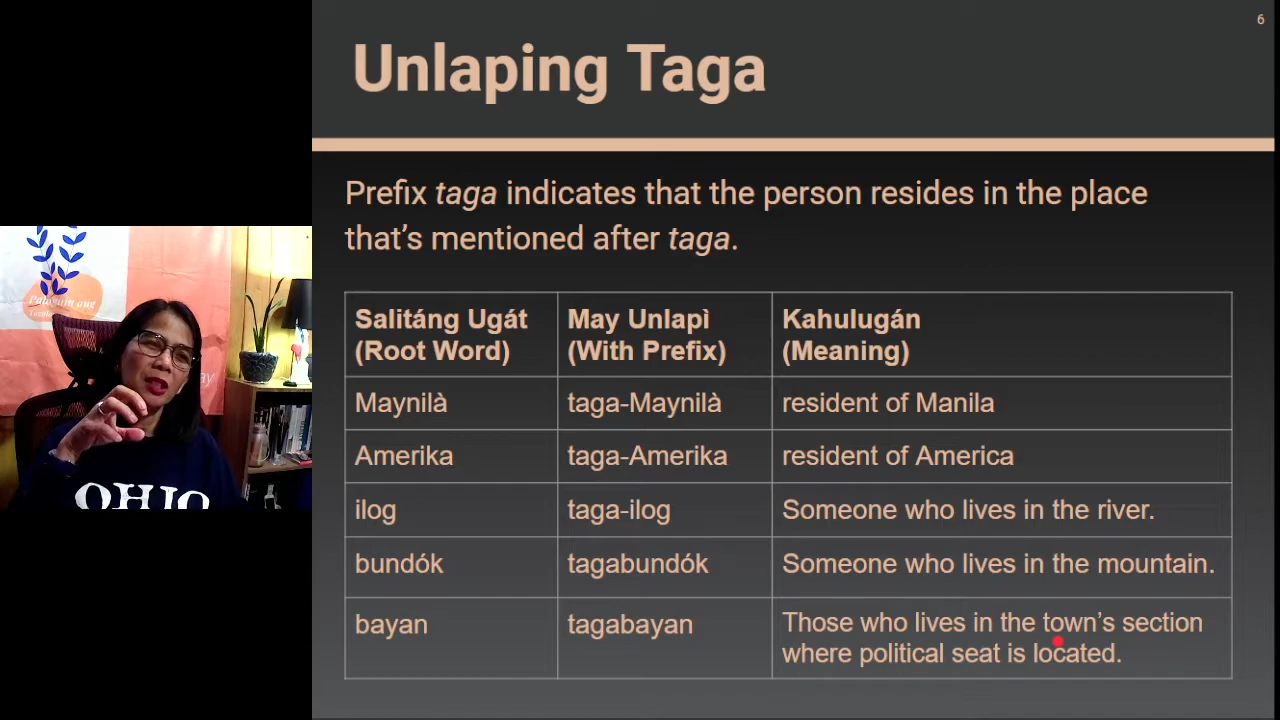 6
Unlaping Taga
Prefix taga indicates that the person resides in the place
that's mentioned after taga.
Salitáng Ugát
(Root Word)
May Unlapì
(With Prefix)
Kahulugán
(Meaning)
Maynilà
taga-Maynilà
resident of Manila
Amerika
taga-Amerika
resident of America
ilog
taga-ilog
Someone who lives in the river.
bundók
tagabundók
Someone who lives in the mountain.
bayan
tagabayan
Those who lives in the town's section
where political seat is located.
OHIO